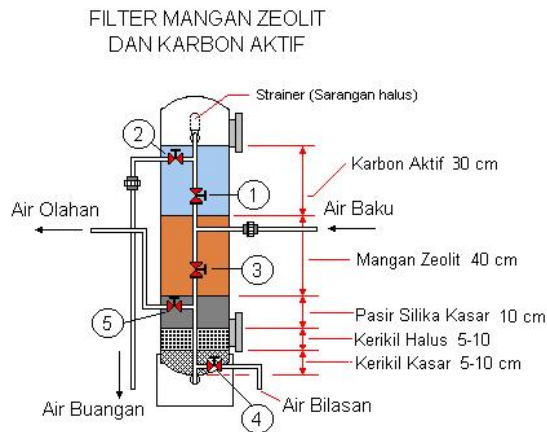 FILTER MANGAN ZEOLIT
DAN KARBON AKTIF
Strainer (Sarangan halus)
2
Karbon Aktif 30 cm
1
Air Olahan
Air Baku
3
Mangan Zeolit 40 cm
5
Pasir Silika Kasar 10 cm
Kerikil Halus 5-10
Kerikil Kasar 5-10 cm
Air Buangan
4
Air Bilasan